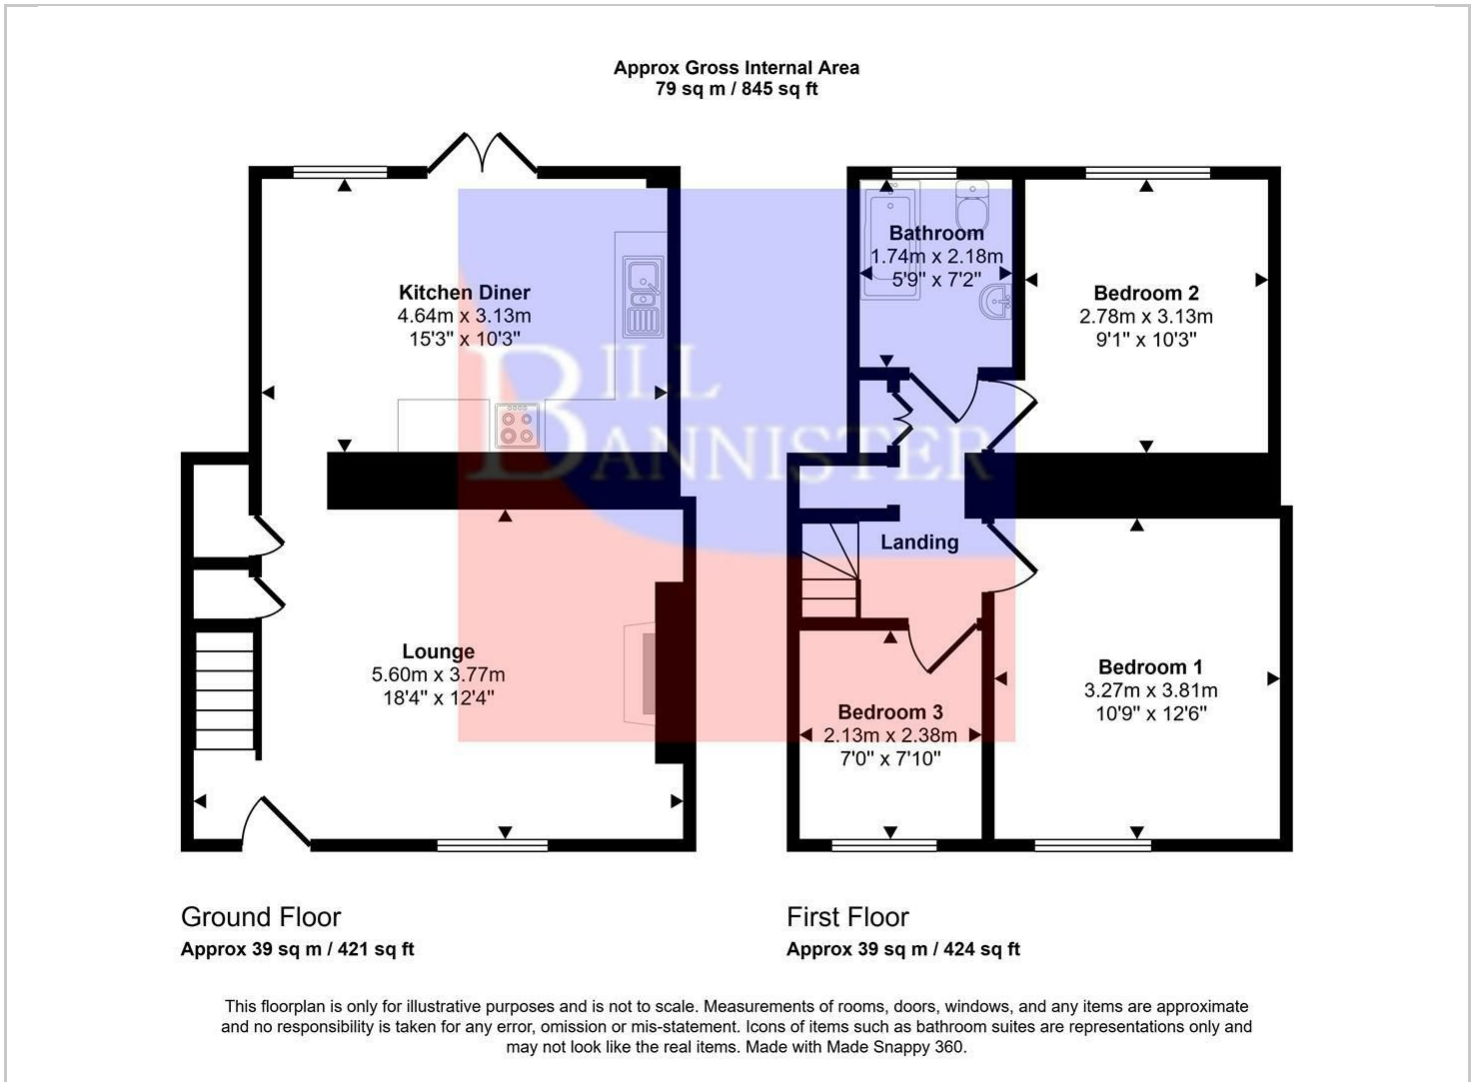 Approx Gross Internal Area
79 sq m / 845 sq ft
Kitchen Diner
4.64m x 3.13m
15'3" x 10'3"
Bathroom
1.74m x 2.18m
5'9" x 7'2"
Bedroom 2
2.78m x 3.13m
9'1" x 10'3"
BILL
BANNISTER
Landing
Lounge
5.60m x 3.77m
18'4" x 12'4"
Bedroom 1
3.27m x 3.81m
10'9" x 12'6"
Bedroom 3
2.13m x 2.38m
7'0" x 7'10"
Ground Floor
Approx 39 sq m / 421 sq ft
First Floor
Approx 39 sq m / 424 sq ft
This floorplan is only for illustrative purposes and is not to scale. Measurements of rooms, doors, windows, and any items are approximate
and no responsibility is taken for any error, omission or mis-statement. Icons of items such as bathroom suites are representations only and
may not look like the real items. Made with Made Snappy 360.